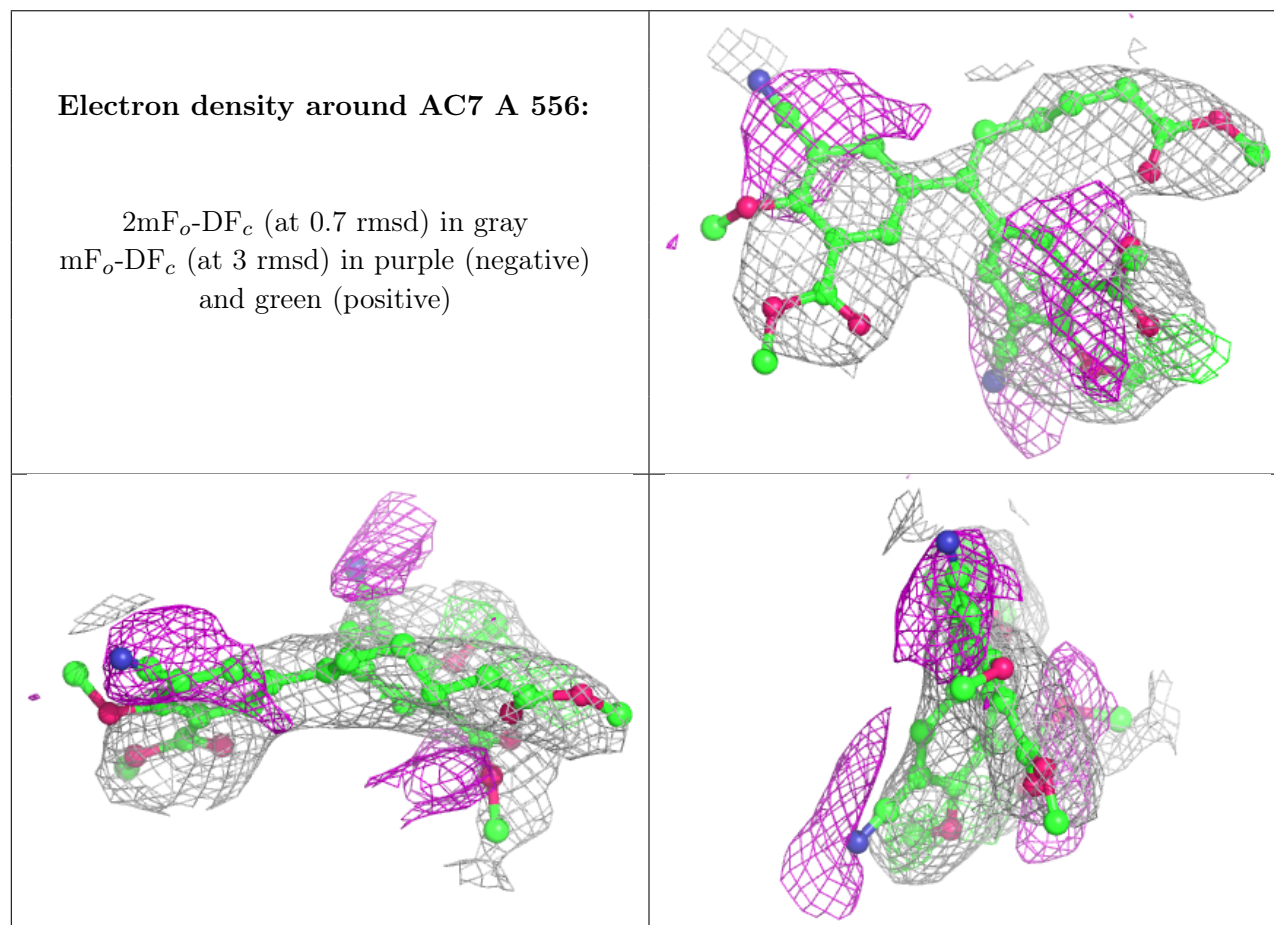 Electron density around AC7 A 556:
2mFo-DFc (at 0.7 rmsd) in gray
mFo-DFc (at 3 rmsd) in purple (negative)
and green (positive)